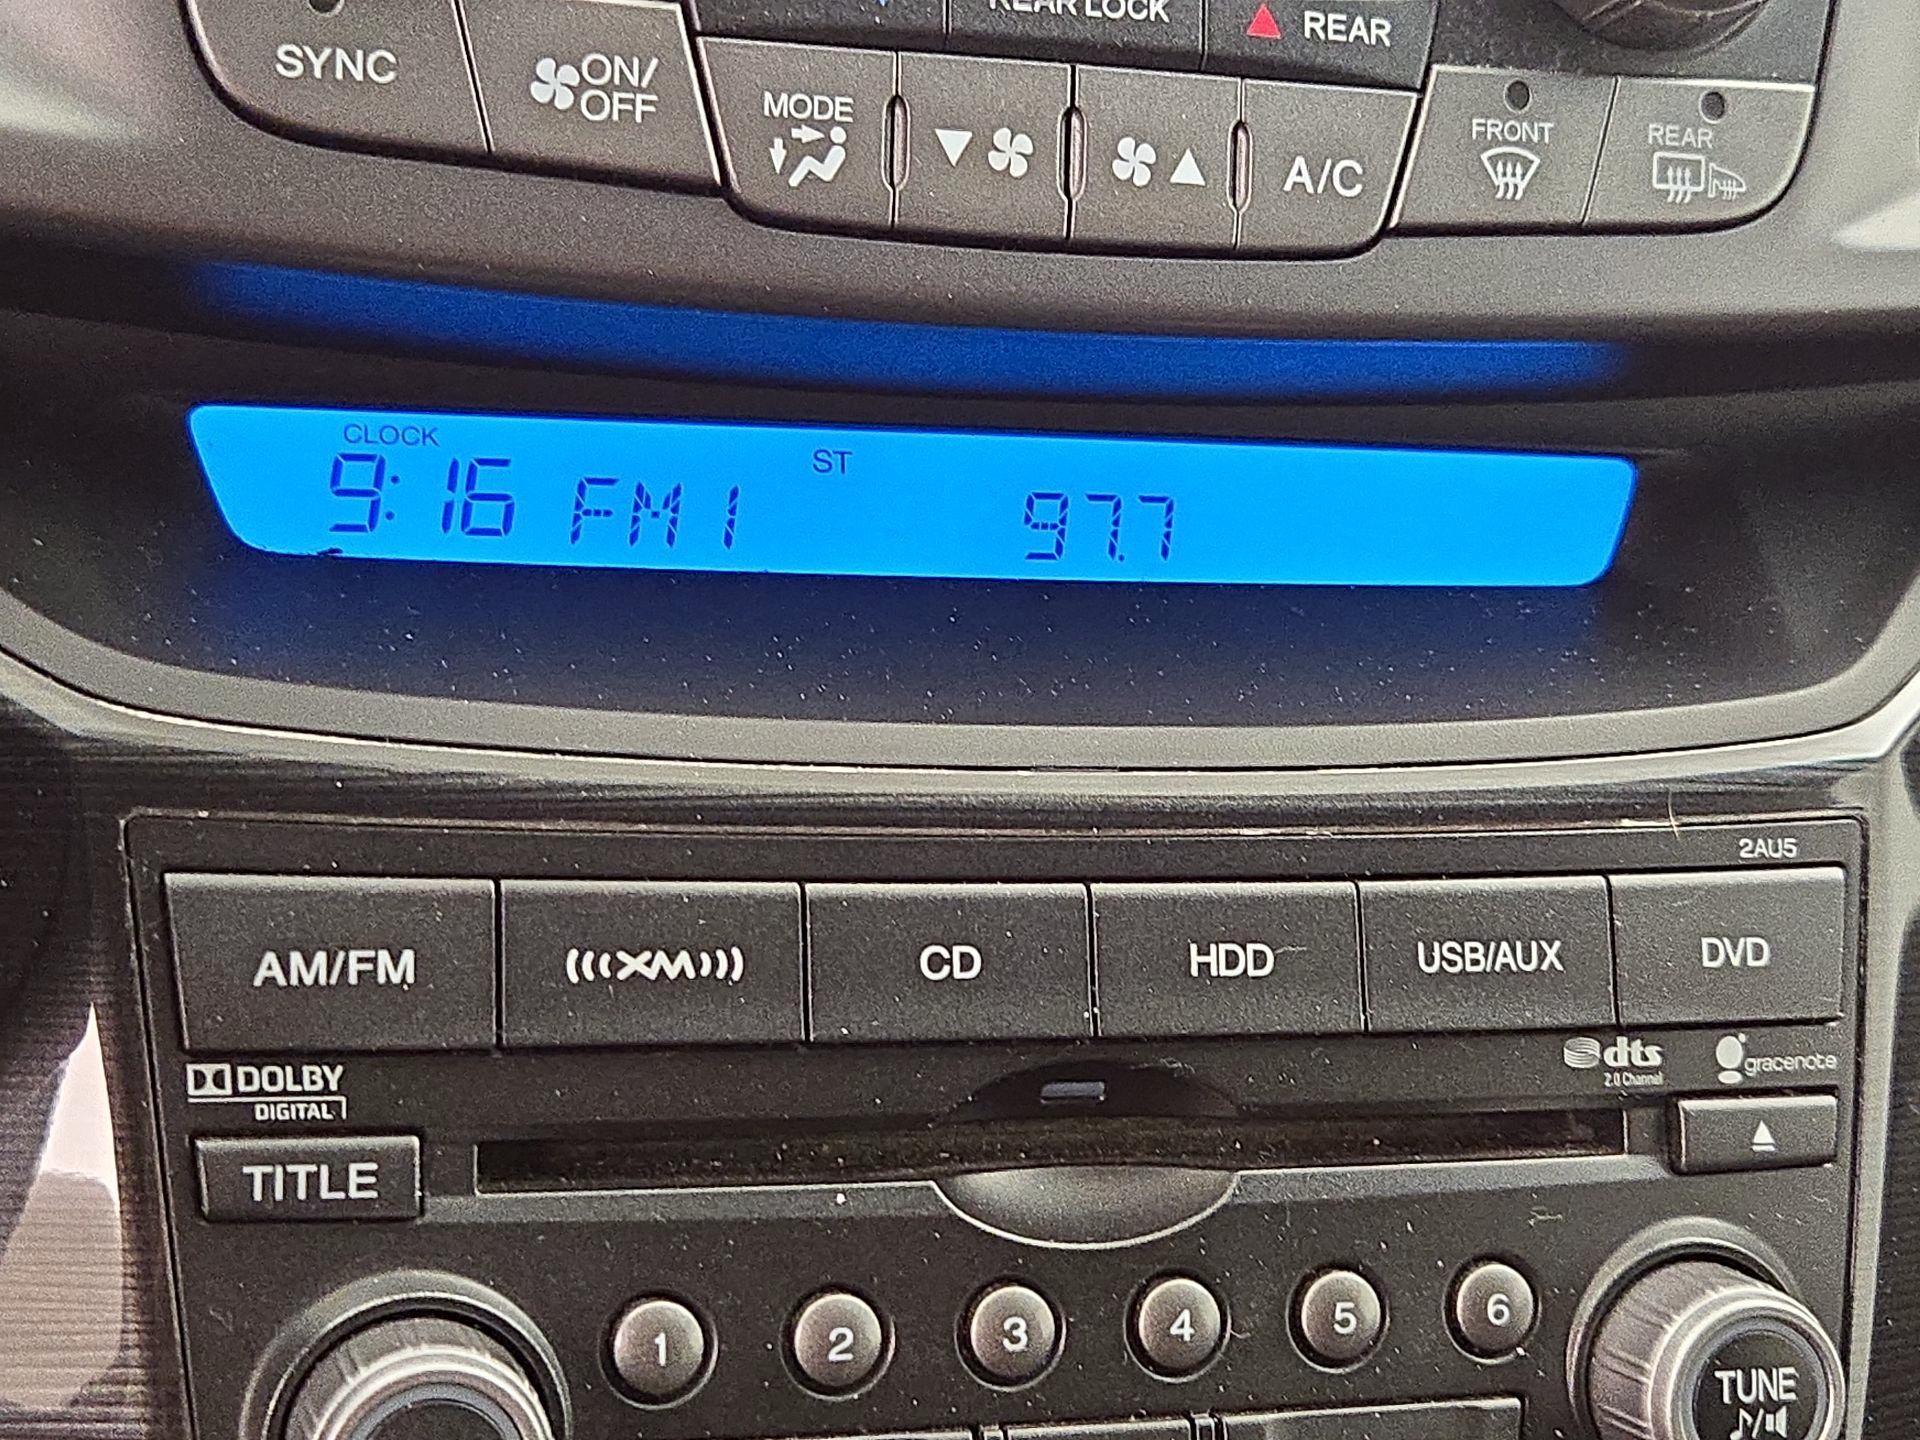 REAR LOCK
REAR
SYNC
ON/
OFF
MODE
A/C
FRONT
REAR
CLOCK
ST
9:16 FM1 97.7
2AU5
AM/FM
XM
CD
HDD
USB/AUX
DVD
DOLBY
DIGITAL
dts
2.0 Channel
gracenote
TITLE
1
2
3
4
5
6
TUNE